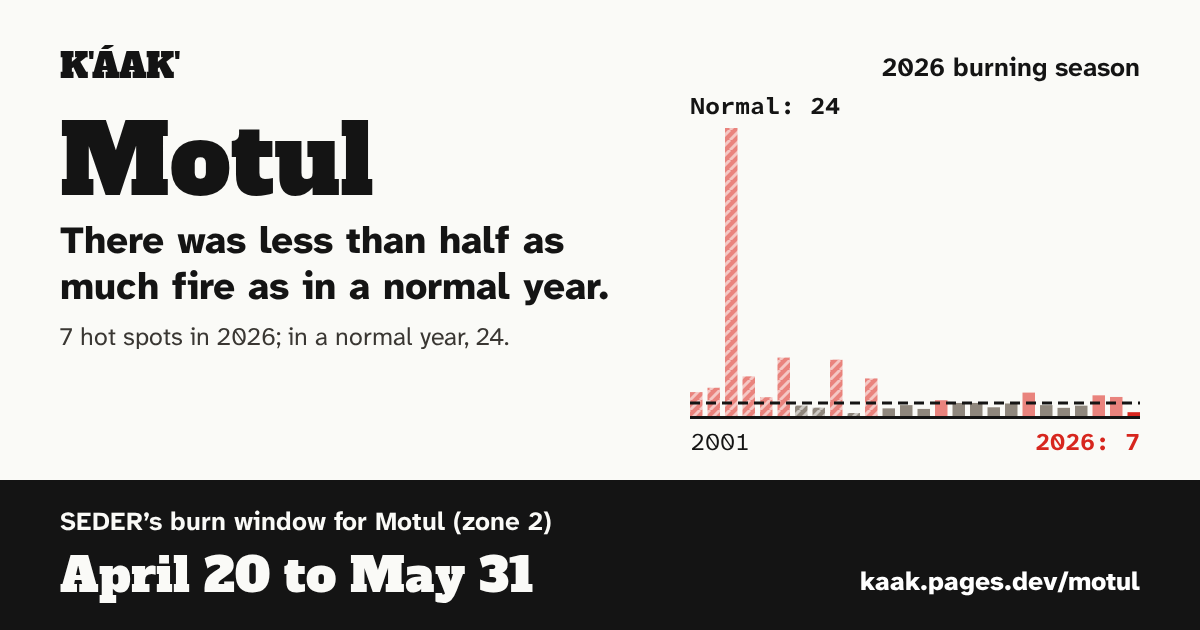 K'ÁAK'
2026 burning season
Motul
There was less than half as
much fire as in a normal year.
7 hot spots in 2026; in a normal year, 24.
Normal: 24
2001
2026: 7
SEDER’s burn window for Motul (zone 2)
April 20 to May 31
kaak.pages.dev/motul